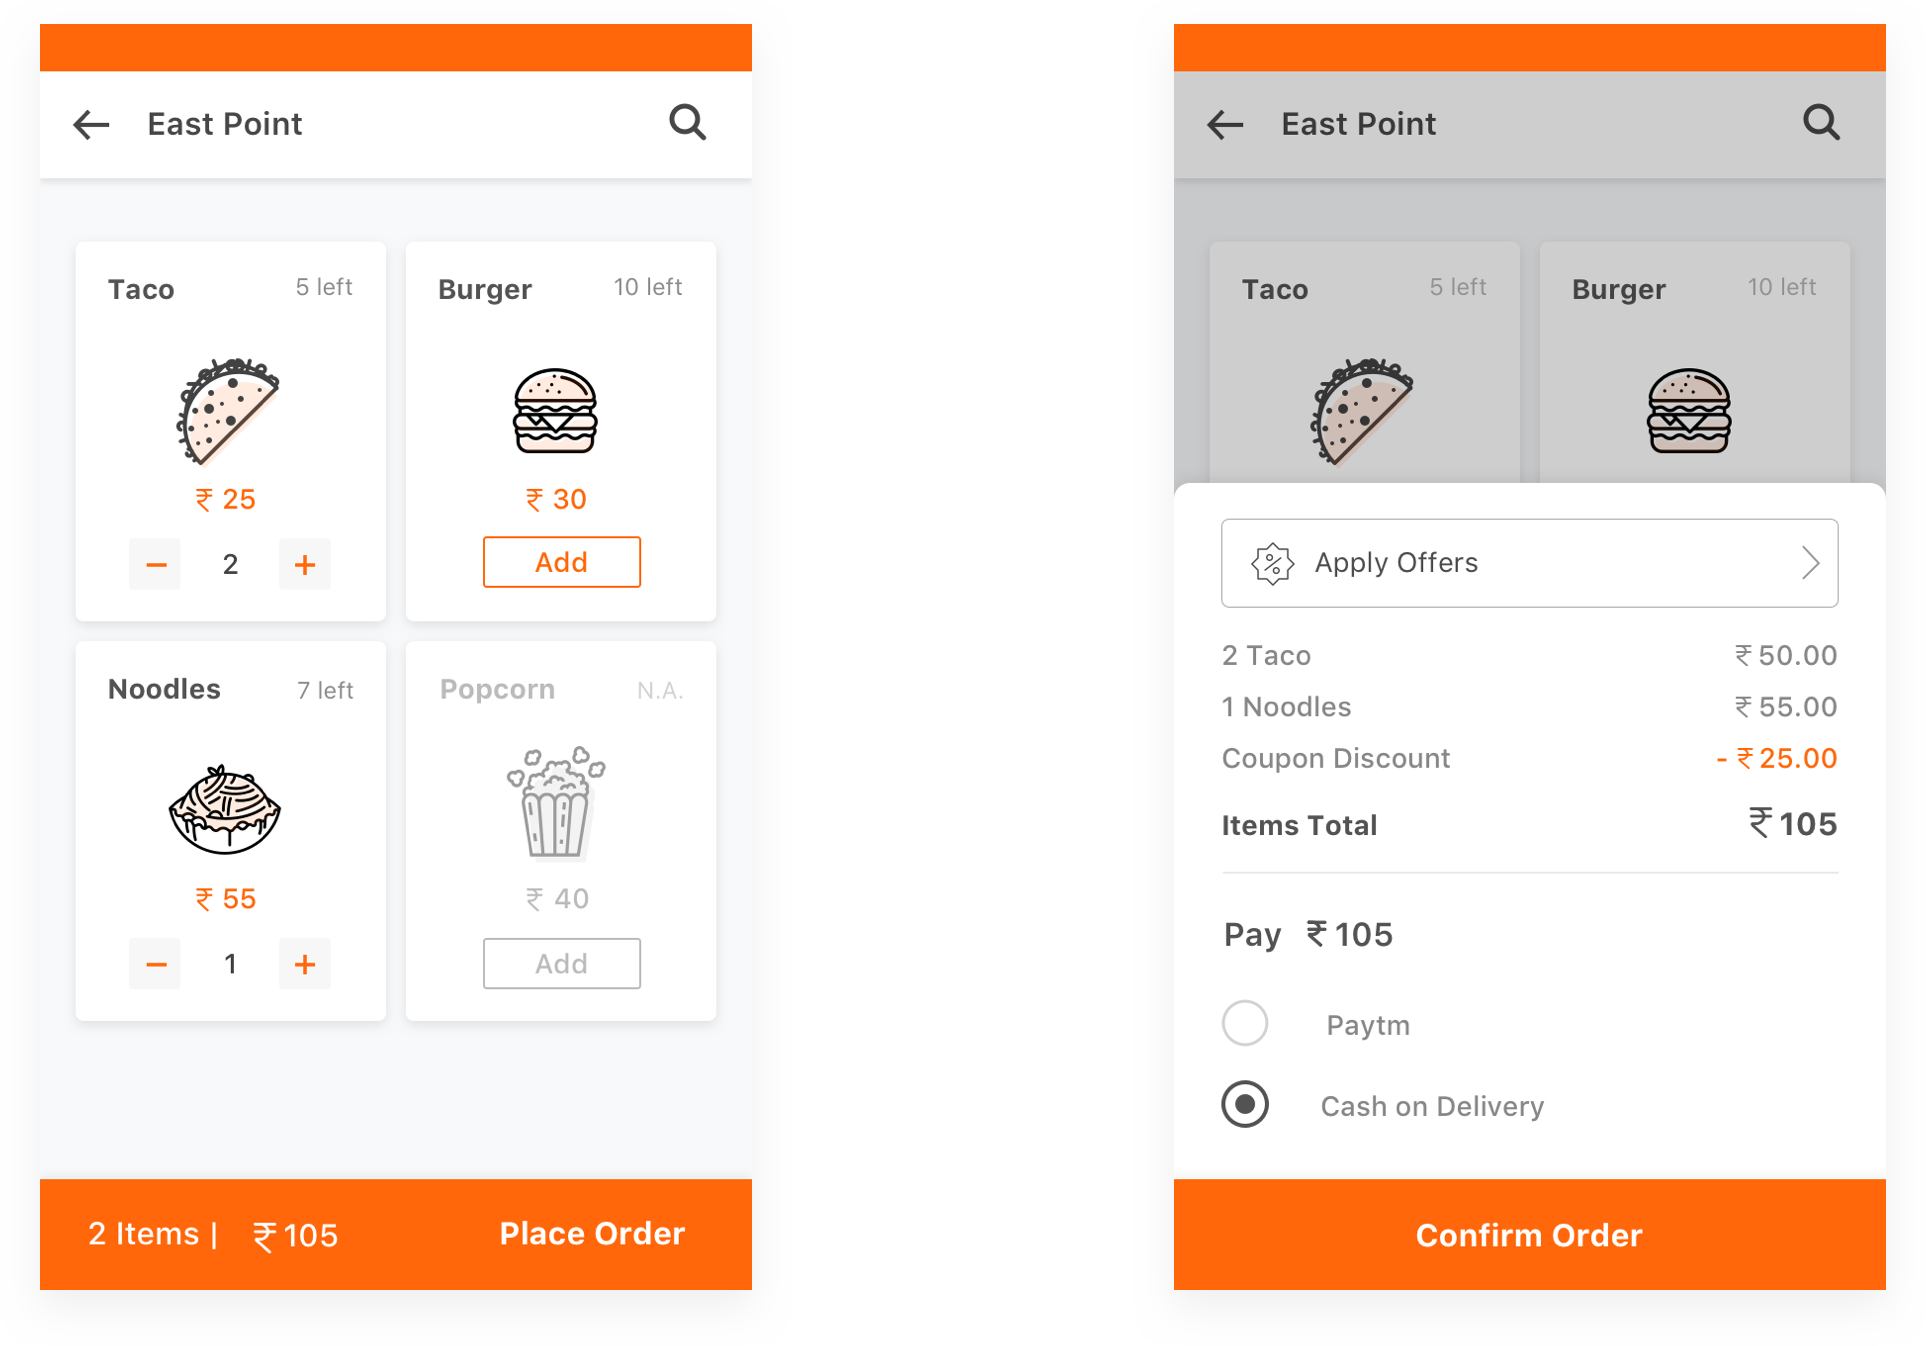 East Point
Taco 5 left
Burger 10 left
₹ 25
₹ 30
− 2 +
Add
Noodles 7 left
Popcorn N.A.
₹ 55
₹ 40
− 1 +
Add
2 Items | ₹ 105 Place Order
East Point
Taco 5 left
Burger 10 left
% Apply Offers
2 Taco ₹ 50.00
1 Noodles ₹ 55.00
Coupon Discount - ₹ 25.00
Items Total ₹ 105
Pay ₹ 105
Paytm
Cash on Delivery
Confirm Order